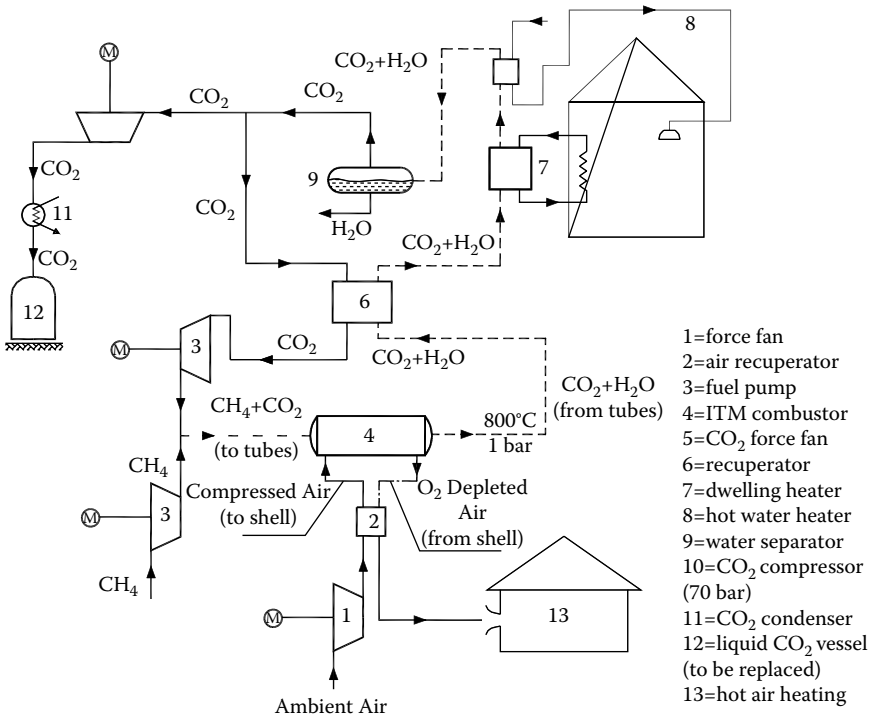 8
M
CO2+H2O
CO2
CO2
9
7
CO2
11
CO2
H2O
CO2+H2O
CO2
12
6
M
3
CO2
CO2+H2O
CH4+CO2
(to tubes)
4
800°C
1 bar
CO2+H2O
(from tubes)
CH4
Compressed Air
(to shell)
O2 Depleted
Air
(from shell)
M
3
2
CH4
M
1
13
Ambient Air
1=force fan
2=air recuperator
3=fuel pump
4=ITM combustor
5=CO2 force fan
6=recuperator
7=dwelling heater
8=hot water heater
9=water separator
10=CO2 compressor
(70 bar)
11=CO2 condenser
12=liquid CO2 vessel
(to be replaced)
13=hot air heating